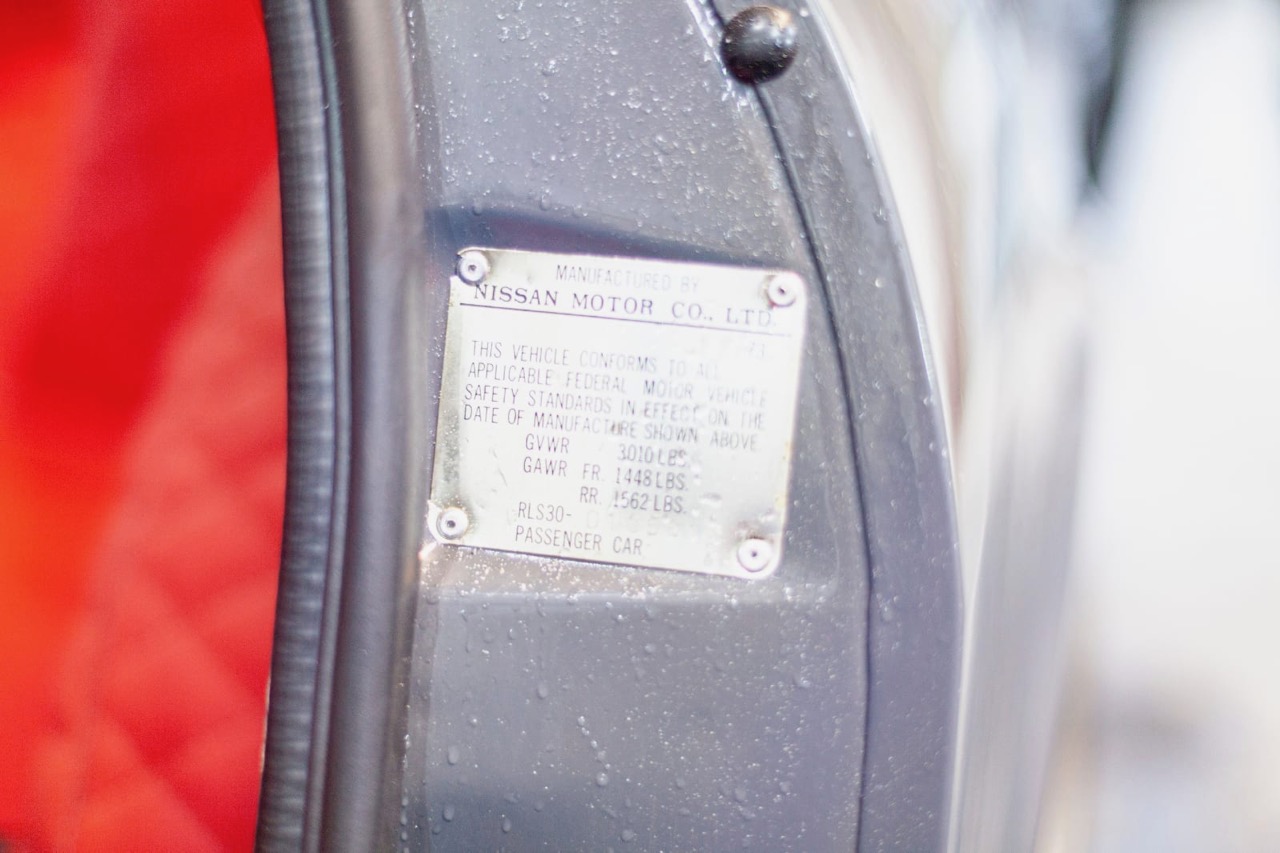 MANUFACTURED BY
NISSAN MOTOR CO., LTD.
73
THIS VEHICLE CONFORMS TO ALL
APPLICABLE FEDERAL MOTOR VEHICLE
SAFETY STANDARDS IN EFFECT ON THE
DATE OF MANUFACTURE SHOWN ABOVE
GVWR 3010 LBS.
GAWR FR. 1448 LBS.
RR. 1562 LBS.
RLS30-
PASSENGER CAR